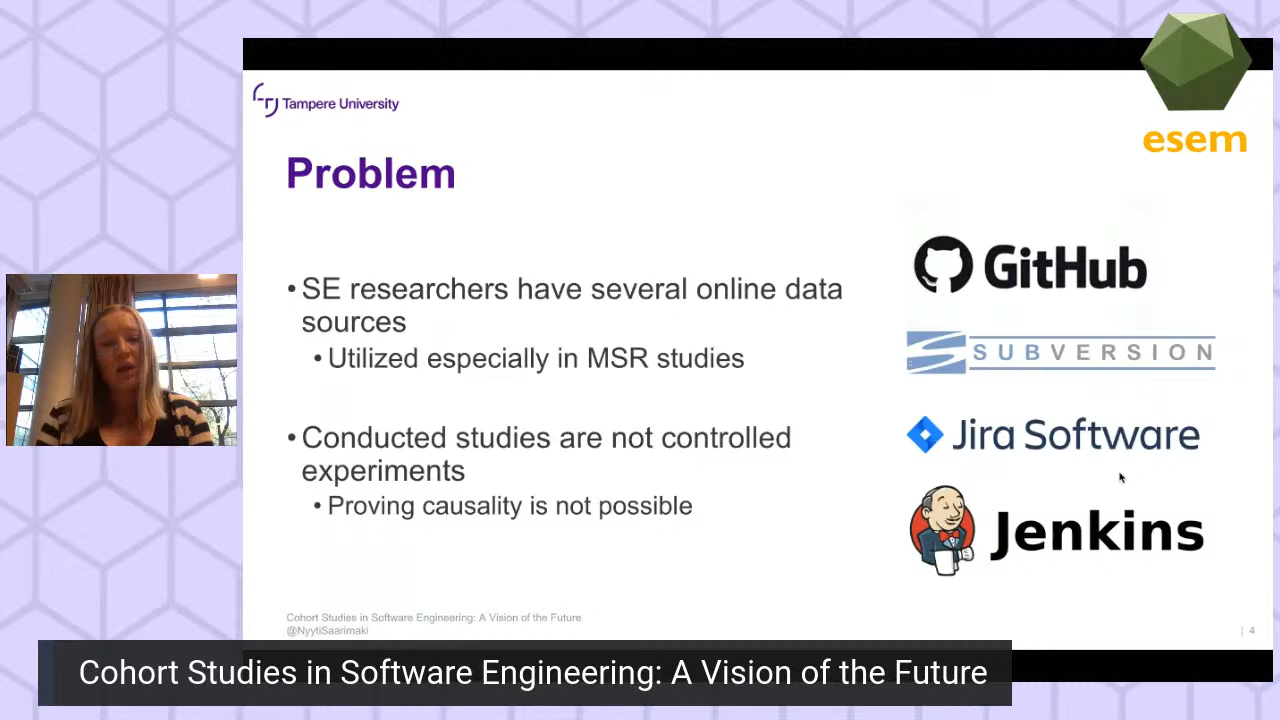 Tampere University
esem
Problem
• SE researchers have several online data
sources
• Utilized especially in MSR studies
• Conducted studies are not controlled
experiments
• Proving causality is not possible
GitHub
SUBVERSION
Jira Software
Jenkins
Cohort Studies in Software Engineering: A Vision of the Future
@NyytiSaarimaki
| 4
Cohort Studies in Software Engineering: A Vision of the Future